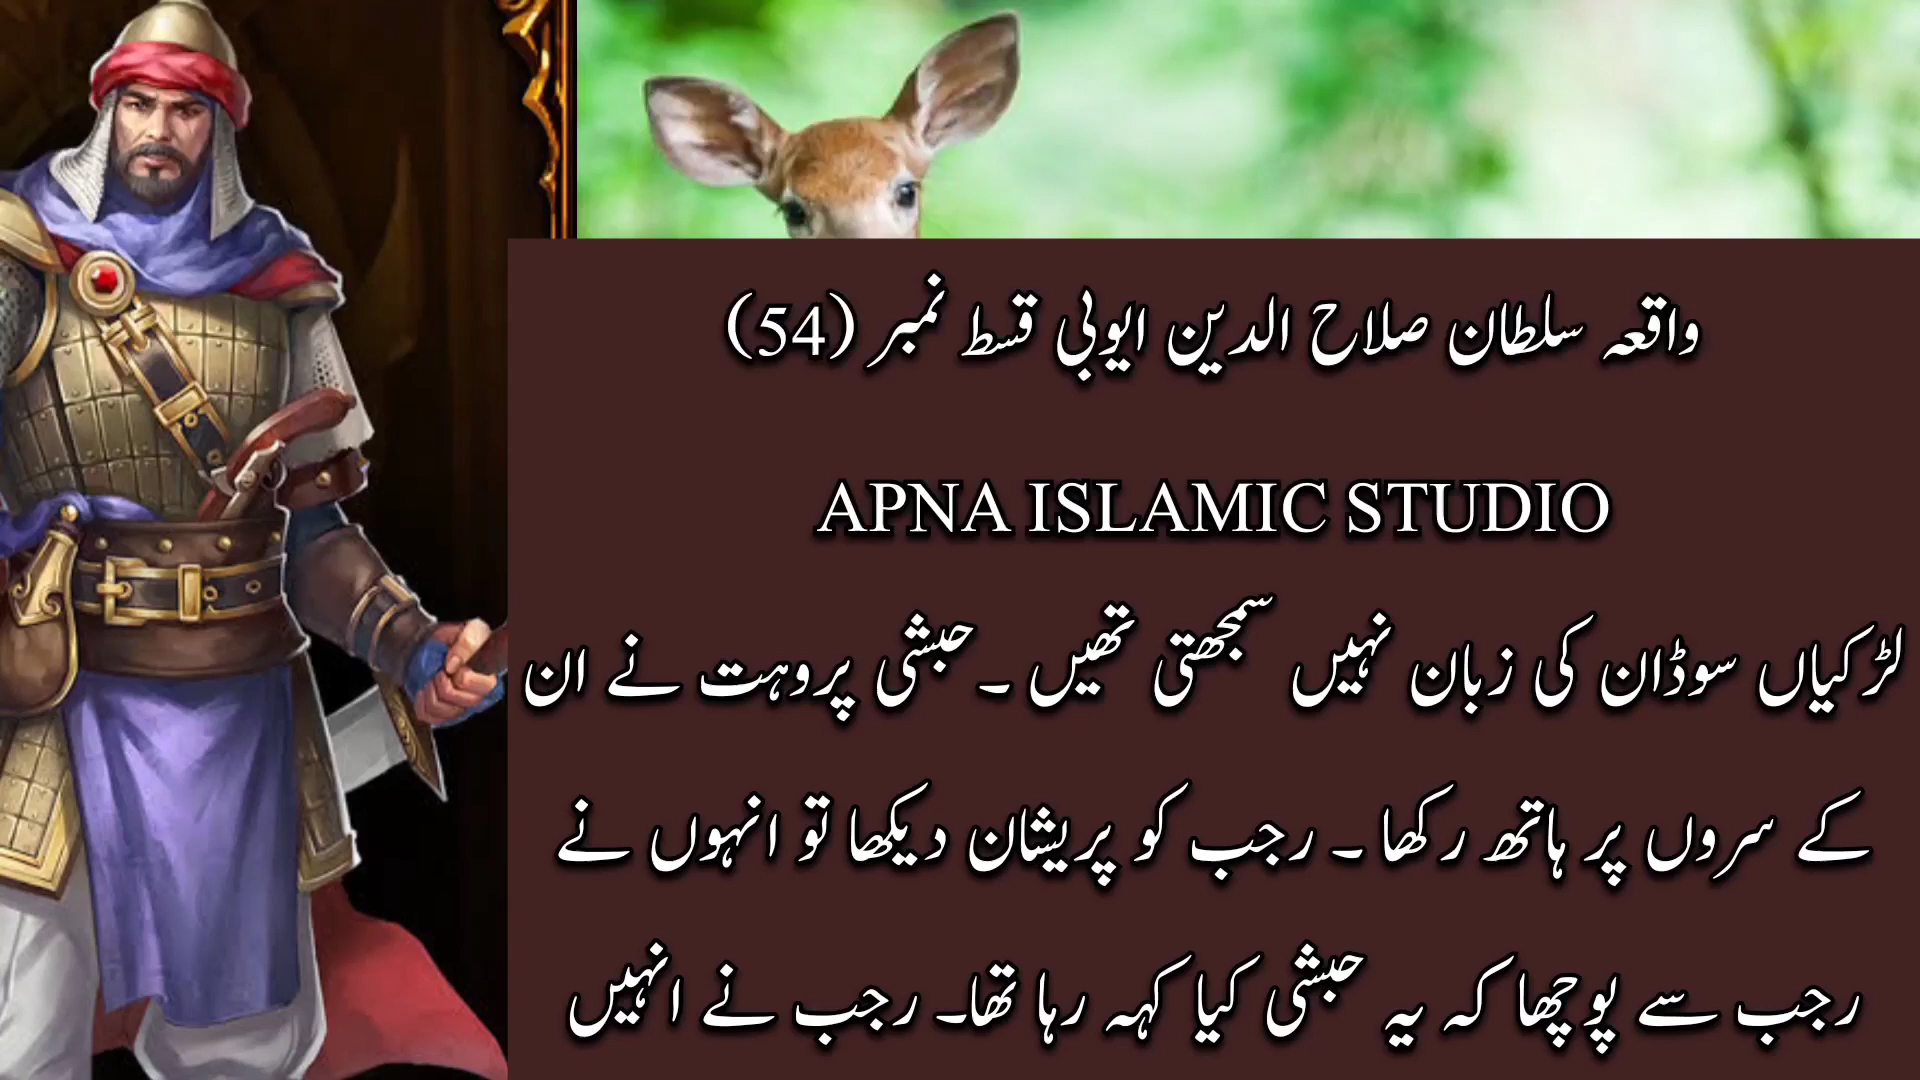 واقعہ سلطان صلاح الدین ایوبی قسط نمبر (54)
APNA ISLAMIC STUDIO
لڑکیاں سوڈان کی زبان نہیں سمجھتی تھیں ۔ حبشی پروہت نے ان
کے سروں پر ہاتھ رکھا ۔ رجب کو پریشان دیکھا تو انہوں نے
رجب سے پوچھا کہ یہ حبشی کیا کہہ رہا تھا۔ رجب نے انہیں